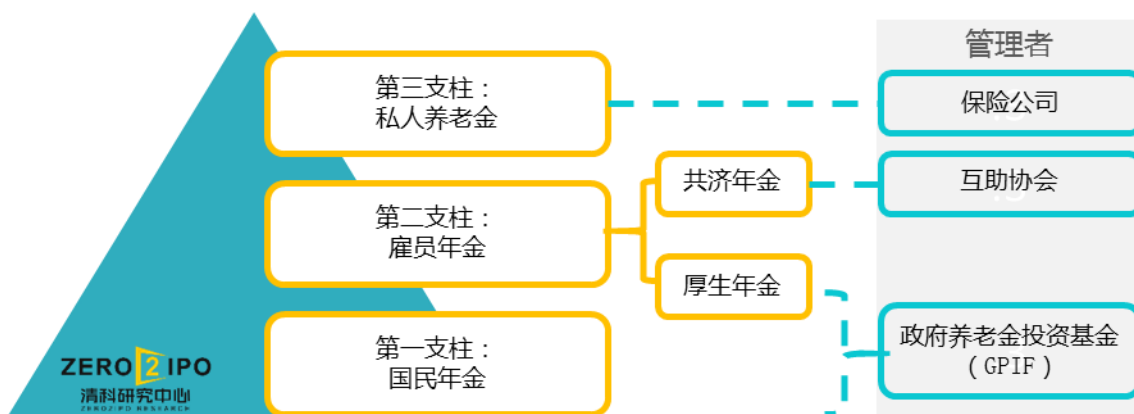 管理者
第三支柱：
私人养老金
保险公司
共济年金
互助协会
第二支柱：
雇员年金
厚生年金
政府养老金投资基金
（GPIF）
第一支柱：
国民年金
ZERO2IPO
清科研究中心
ZERO2IPO RESEARCH